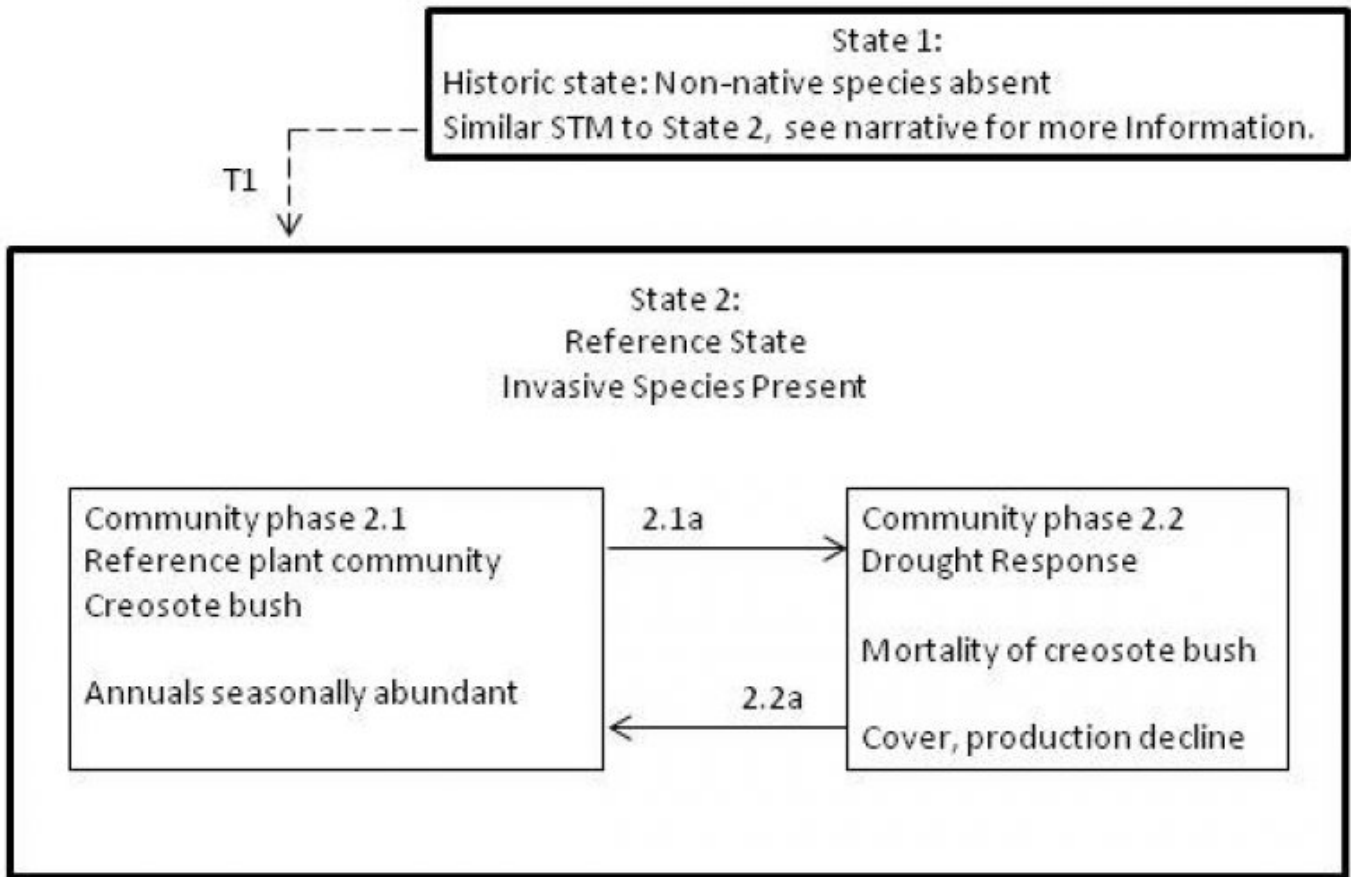 State 1:
Historic state: Non-native species absent
Similar STM to State 2, see narrative for more Information.
T1
State 2:
Reference State
Invasive Species Present
Community phase 2.1
Reference plant community
Creosote bush
Annuals seasonally abundant
2.1a
2.2a
Community phase 2.2
Drought Response
Mortality of creosote bush
Cover, production decline